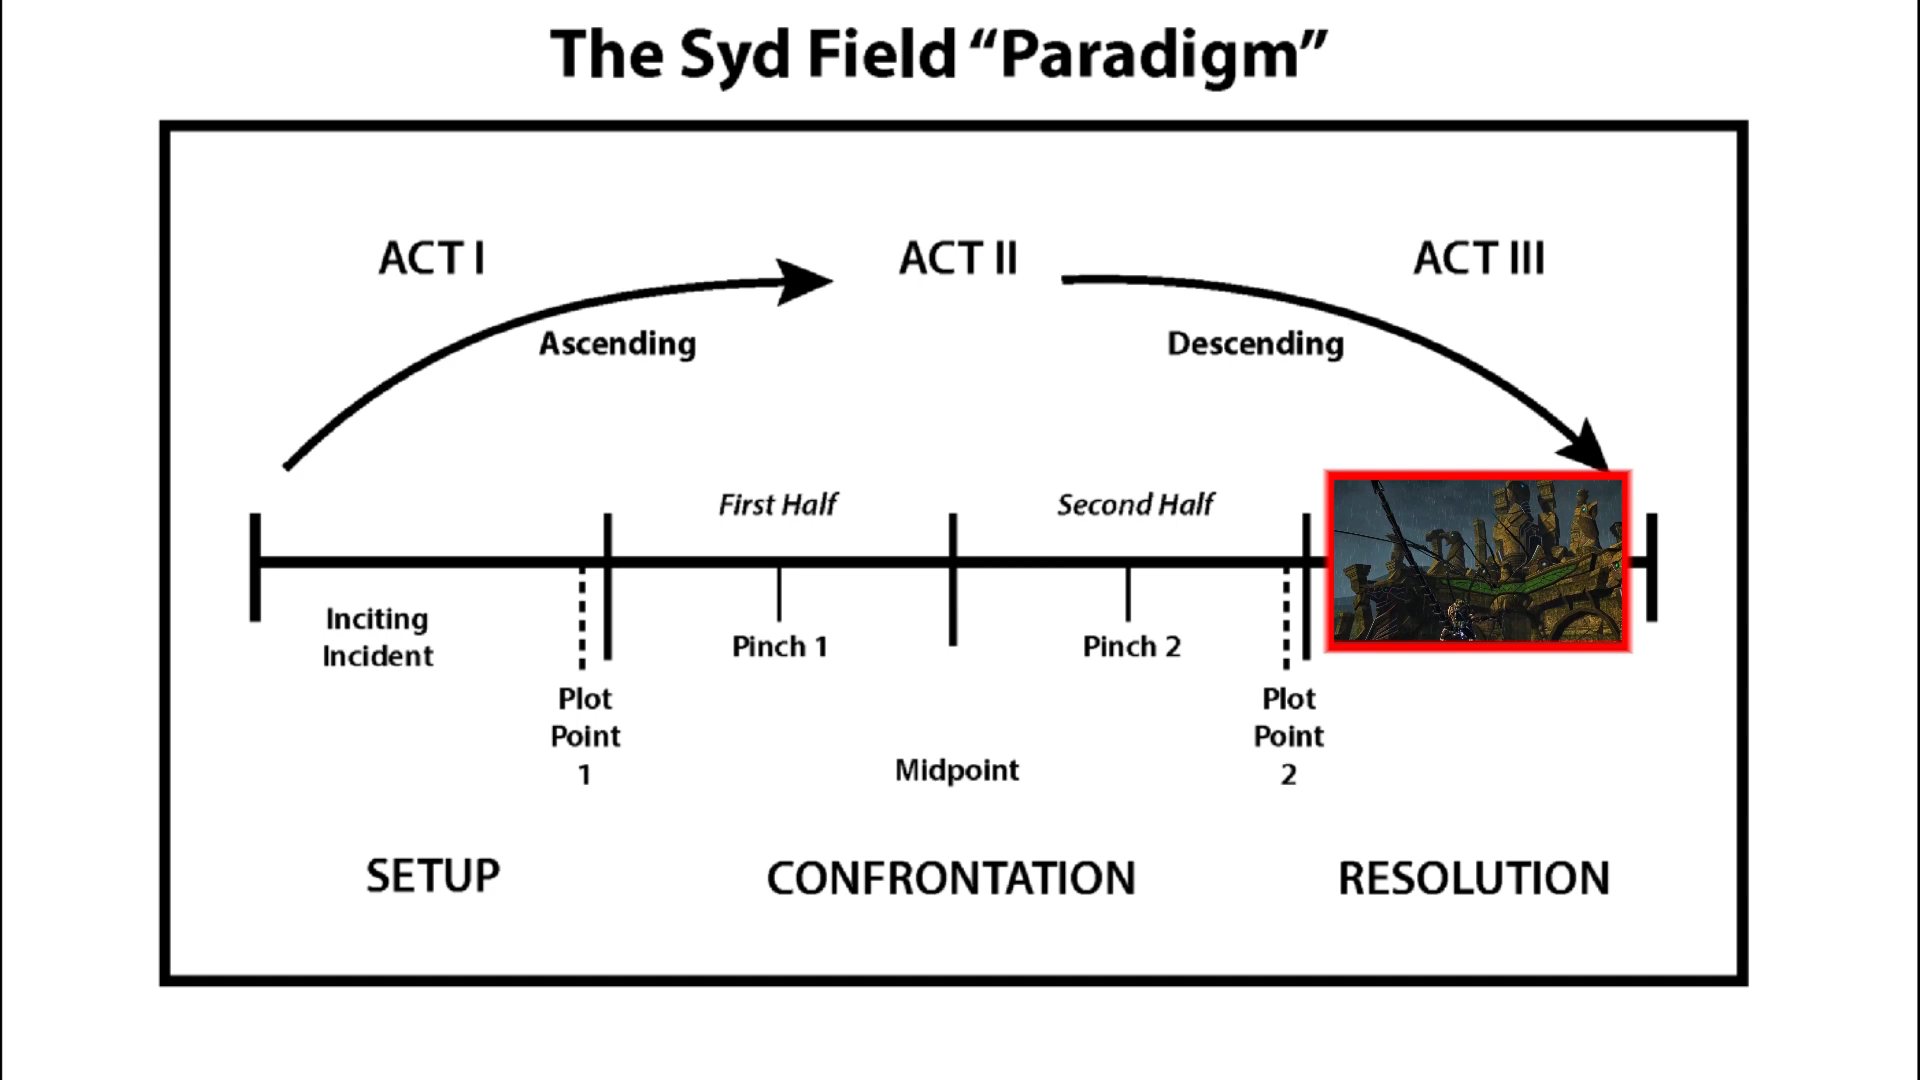 The Syd Field “Paradigm”
ACT I
ACT II
ACT III
Ascending
Descending
First Half
Second Half
Inciting
Incident
Pinch 1
Pinch 2
Plot
Point
1
Midpoint
Plot
Point
2
SETUP
CONFRONTATION
RESOLUTION